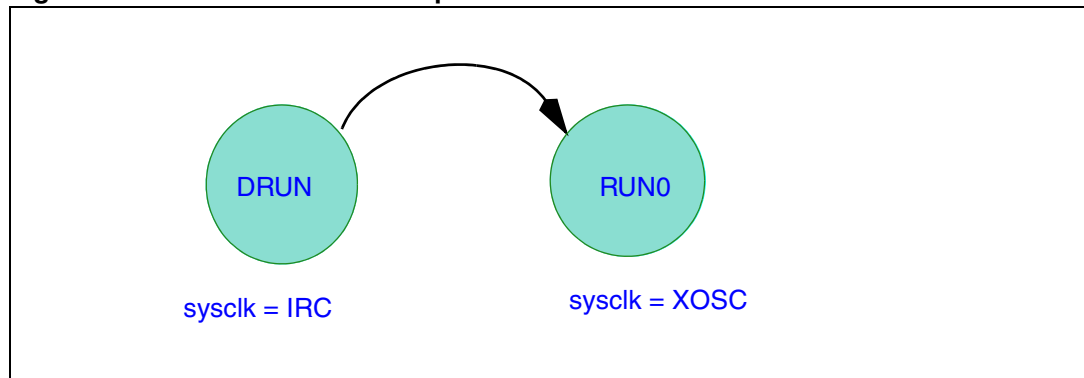 DRUN
RUN0
sysclk = IRC
sysclk = XOSC